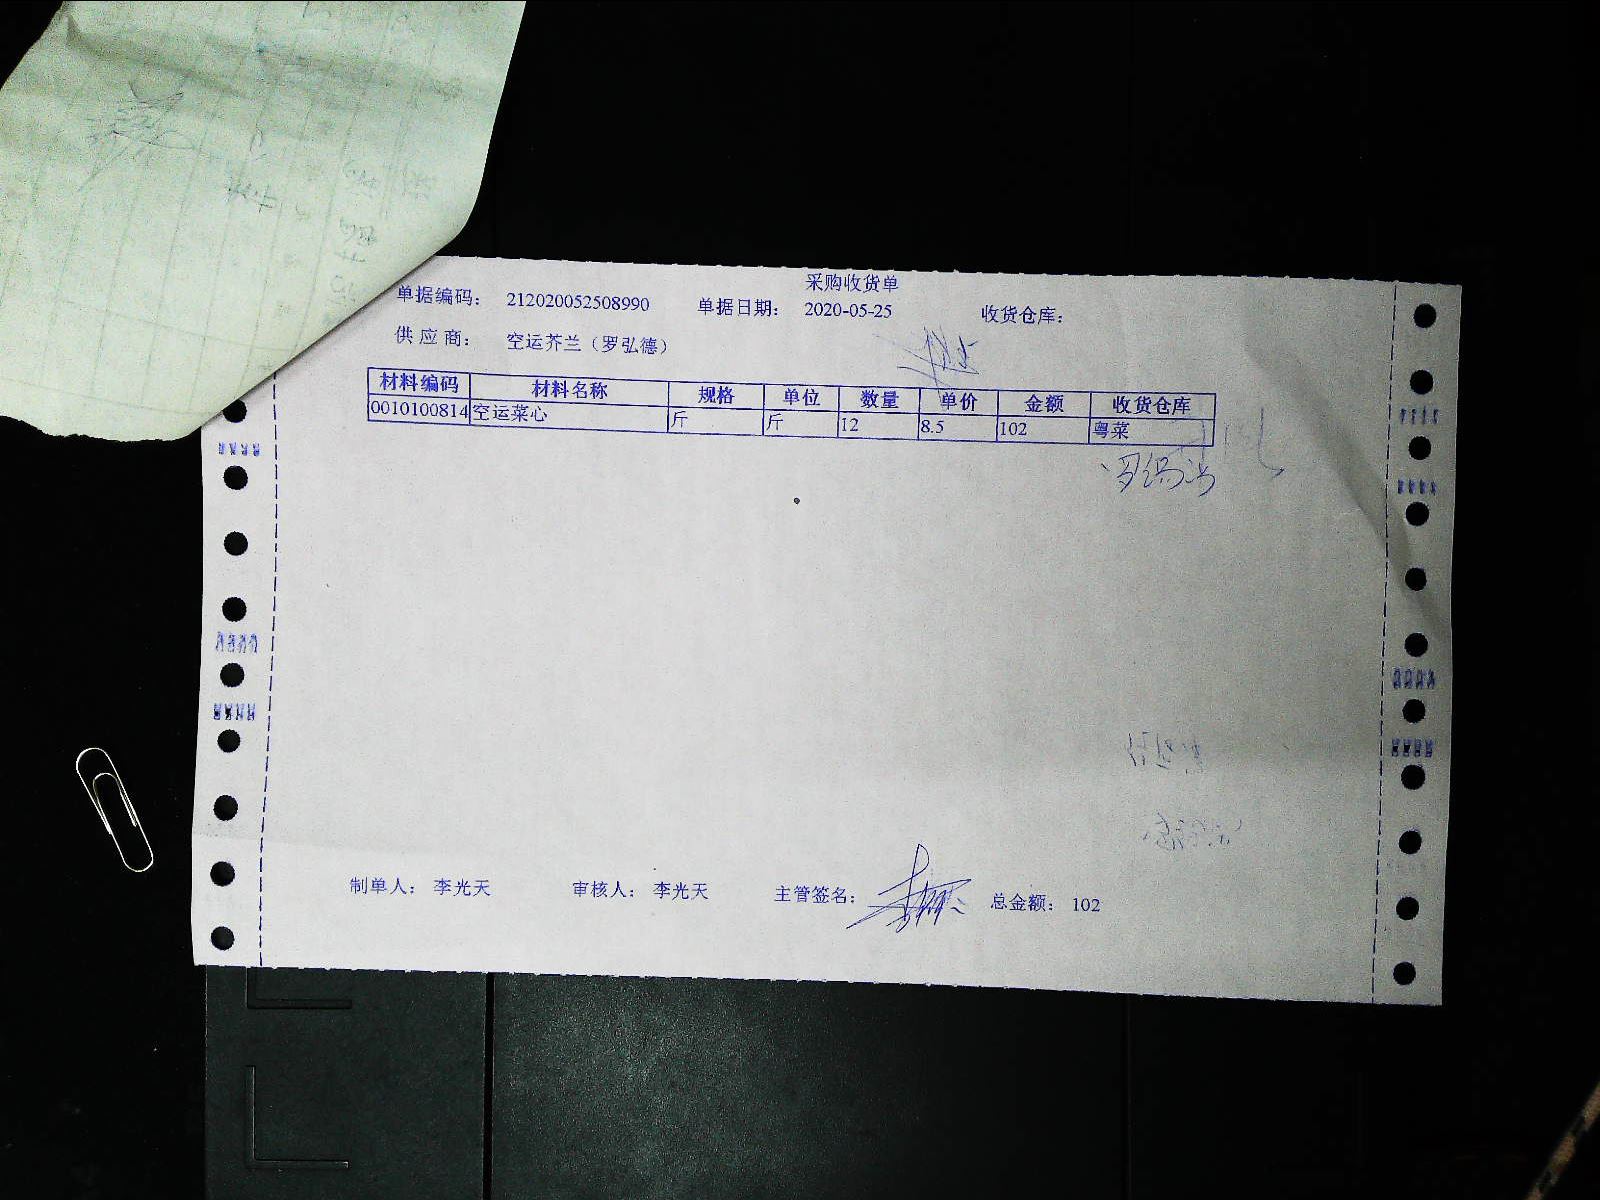 采购收货单
单据编码: 212020052508990 单据日期: 2020-05-25 收货仓库:
供应商: 空运芥兰（罗弘德）
材料编码 材料名称 规格 单位 数量 单价 金额 收货仓库
0010100814 空运菜心 斤 斤 12 8.5 102 粤菜
制单人: 李光天 审核人: 李光天 主管签名: 总金额: 102